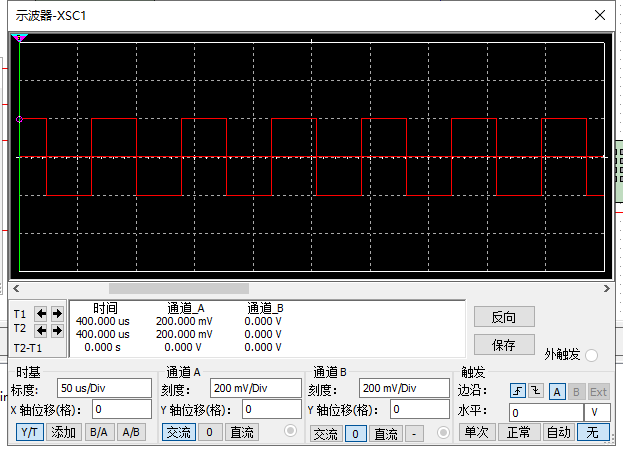 示波器-XSC1
T1
T2
T2-T1
时间 通道_A 通道_B
400.000 us 200.000 mV 0.000 V
400.000 us 200.000 mV 0.000 V
0.000 s 0.000 V 0.000 V
反向
保存
外触发
时基
标度: 50 us/Div
X 轴位移(格): 0
Y/T 添加 B/A A/B
通道 A
刻度: 200 mV/Div
Y 轴位移(格): 0
交流 0 直流
通道 B
刻度: 200 mV/Div
Y 轴位移(格): 0
交流 0 直流 -
触发
边沿: A B Ext
水平: 0 V
单次 正常 自动 无